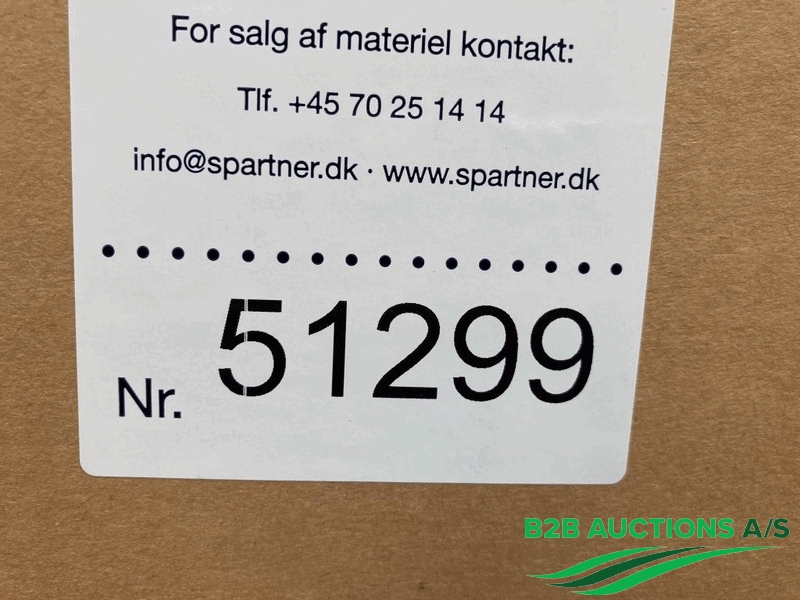 For salg af materiel kontakt:
Tlf. +45 70 25 14 14
info@spartner.dk · www.spartner.dk
Nr. 51299
B2B AUCTIONS A/S